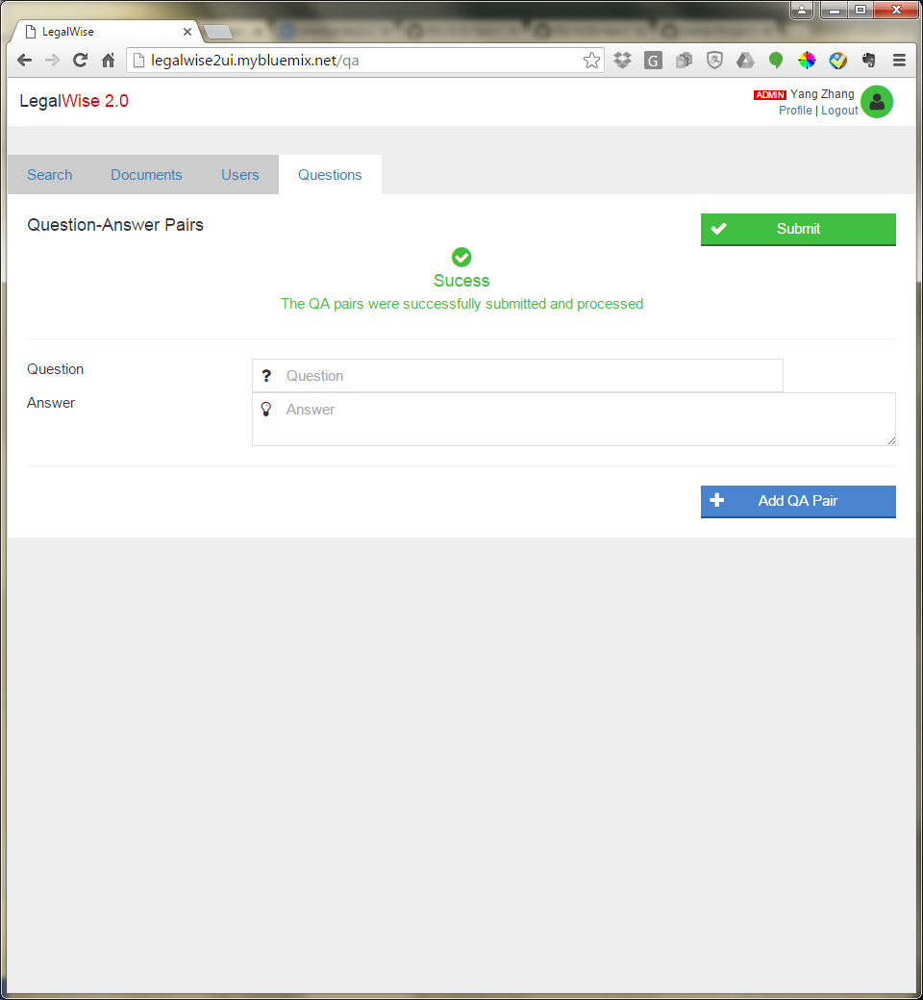 LegalWise
legalwise2ui.mybluemix.net/qa
LegalWise 2.0
ADMIN Yang Zhang
Profile | Logout
Search Documents Users Questions
Question-Answer Pairs
Submit
Sucess
The QA pairs were successfully submitted and processed
Question
? Question
Answer
Answer
Add QA Pair